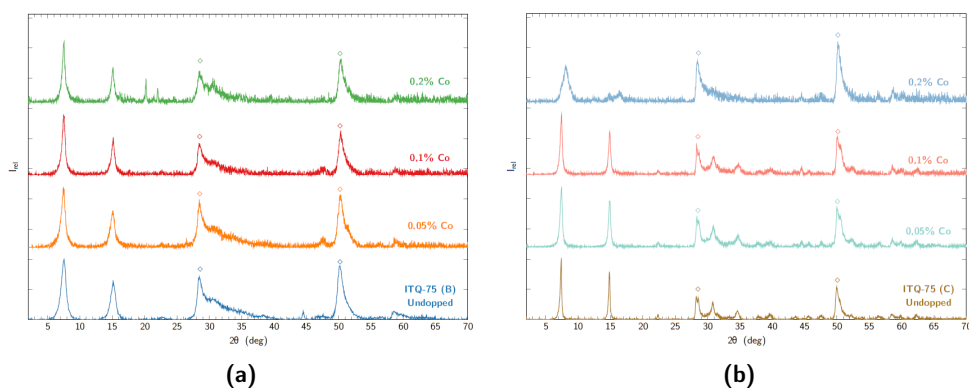 0.2% Co
0.1% Co
0.05% Co
ITQ-75 (B)
Undopped
I_rel
5 10 15 20 25 30 35 40 45 50 55 60 65 70
2θ (deg)
(a)
0.2% Co
0.1% Co
0.05% Co
ITQ-75 (C)
Undopped
I_rel
5 10 15 20 25 30 35 40 45 50 55 60 65 70
2θ (deg)
(b)